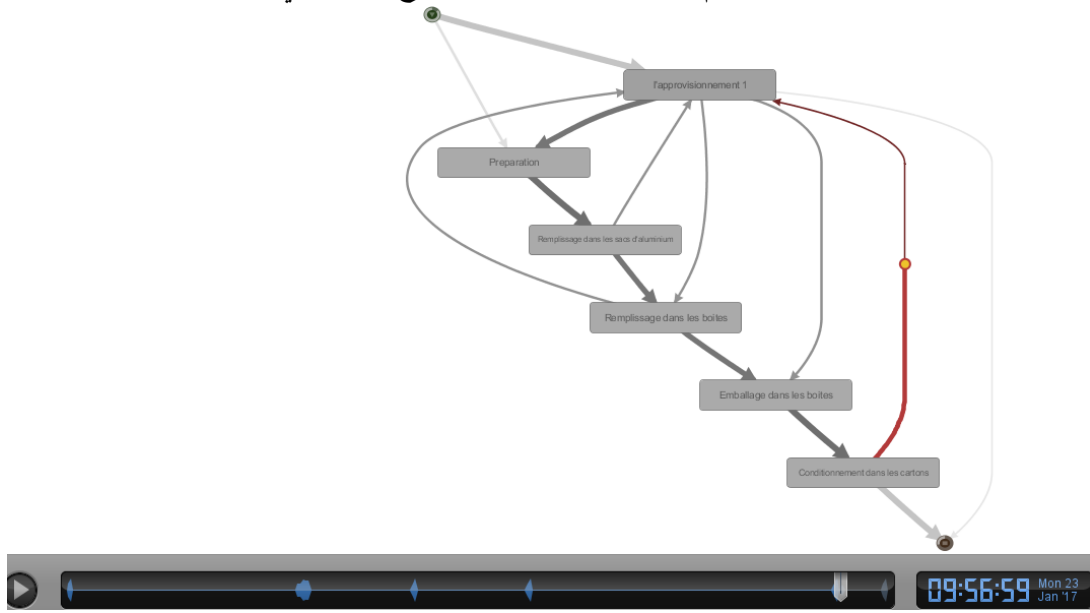 l'approvisionnement 1
Preparation
Remplissage dans les sacs d'aluminium
Remplissage dans les boites
Emballage dans les boites
Conditionnement dans les cartons
09:56:59 Mon 23
Jan '17